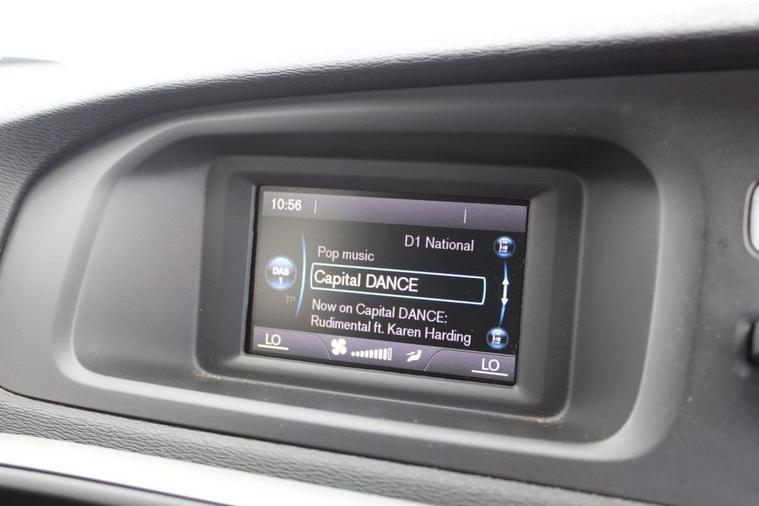 10:56
D1 National
Pop music
DAB
1
Capital DANCE
TP
Now on Capital DANCE:
Rudimental ft. Karen Harding
LO
LO